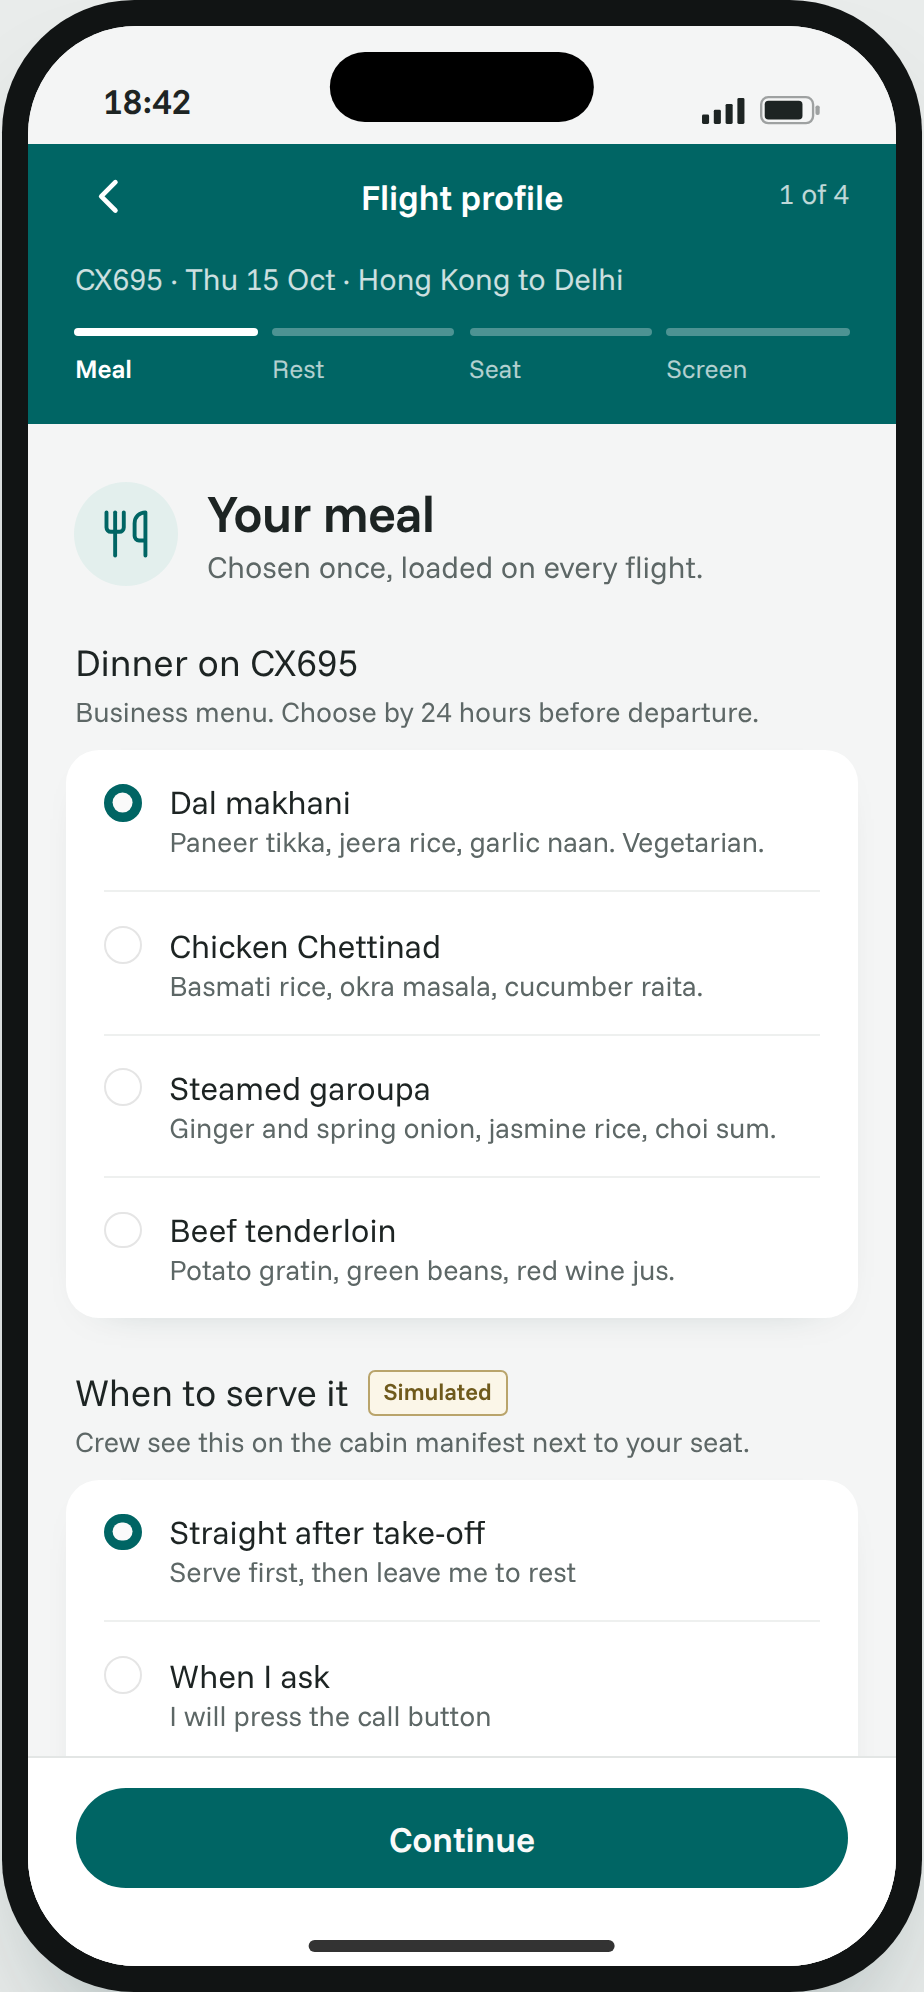 18:42
Flight profile
1 of 4
CX695 · Thu 15 Oct · Hong Kong to Delhi
Meal
Rest
Seat
Screen
Your meal
Chosen once, loaded on every flight.
Dinner on CX695
Business menu. Choose by 24 hours before departure.
Dal makhani
Paneer tikka, jeera rice, garlic naan. Vegetarian.
Chicken Chettinad
Basmati rice, okra masala, cucumber raita.
Steamed garoupa
Ginger and spring onion, jasmine rice, choi sum.
Beef tenderloin
Potato gratin, green beans, red wine jus.
When to serve it
Simulated
Crew see this on the cabin manifest next to your seat.
Straight after take-off
Serve first, then leave me to rest
When I ask
I will press the call button
Continue